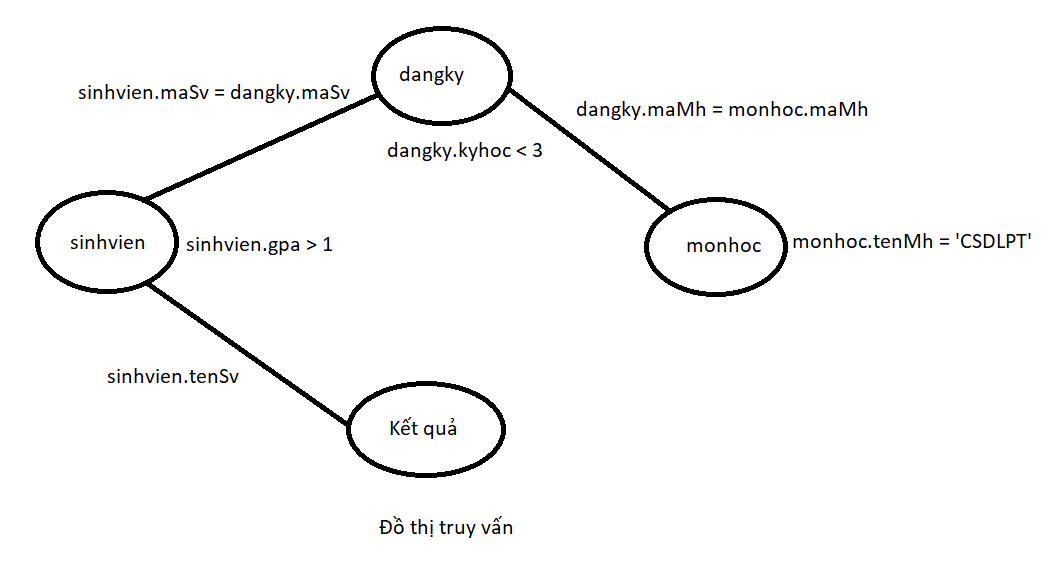 dangky
sinhvien.maSv = dangky.maSv
dangky.maMh = monhoc.maMh
dangky.kyhoc < 3
sinhvien
sinhvien.gpa > 1
monhoc
monhoc.tenMh = 'CSDLPT'
sinhvien.tenSv
Kết quả
Đồ thị truy vấn